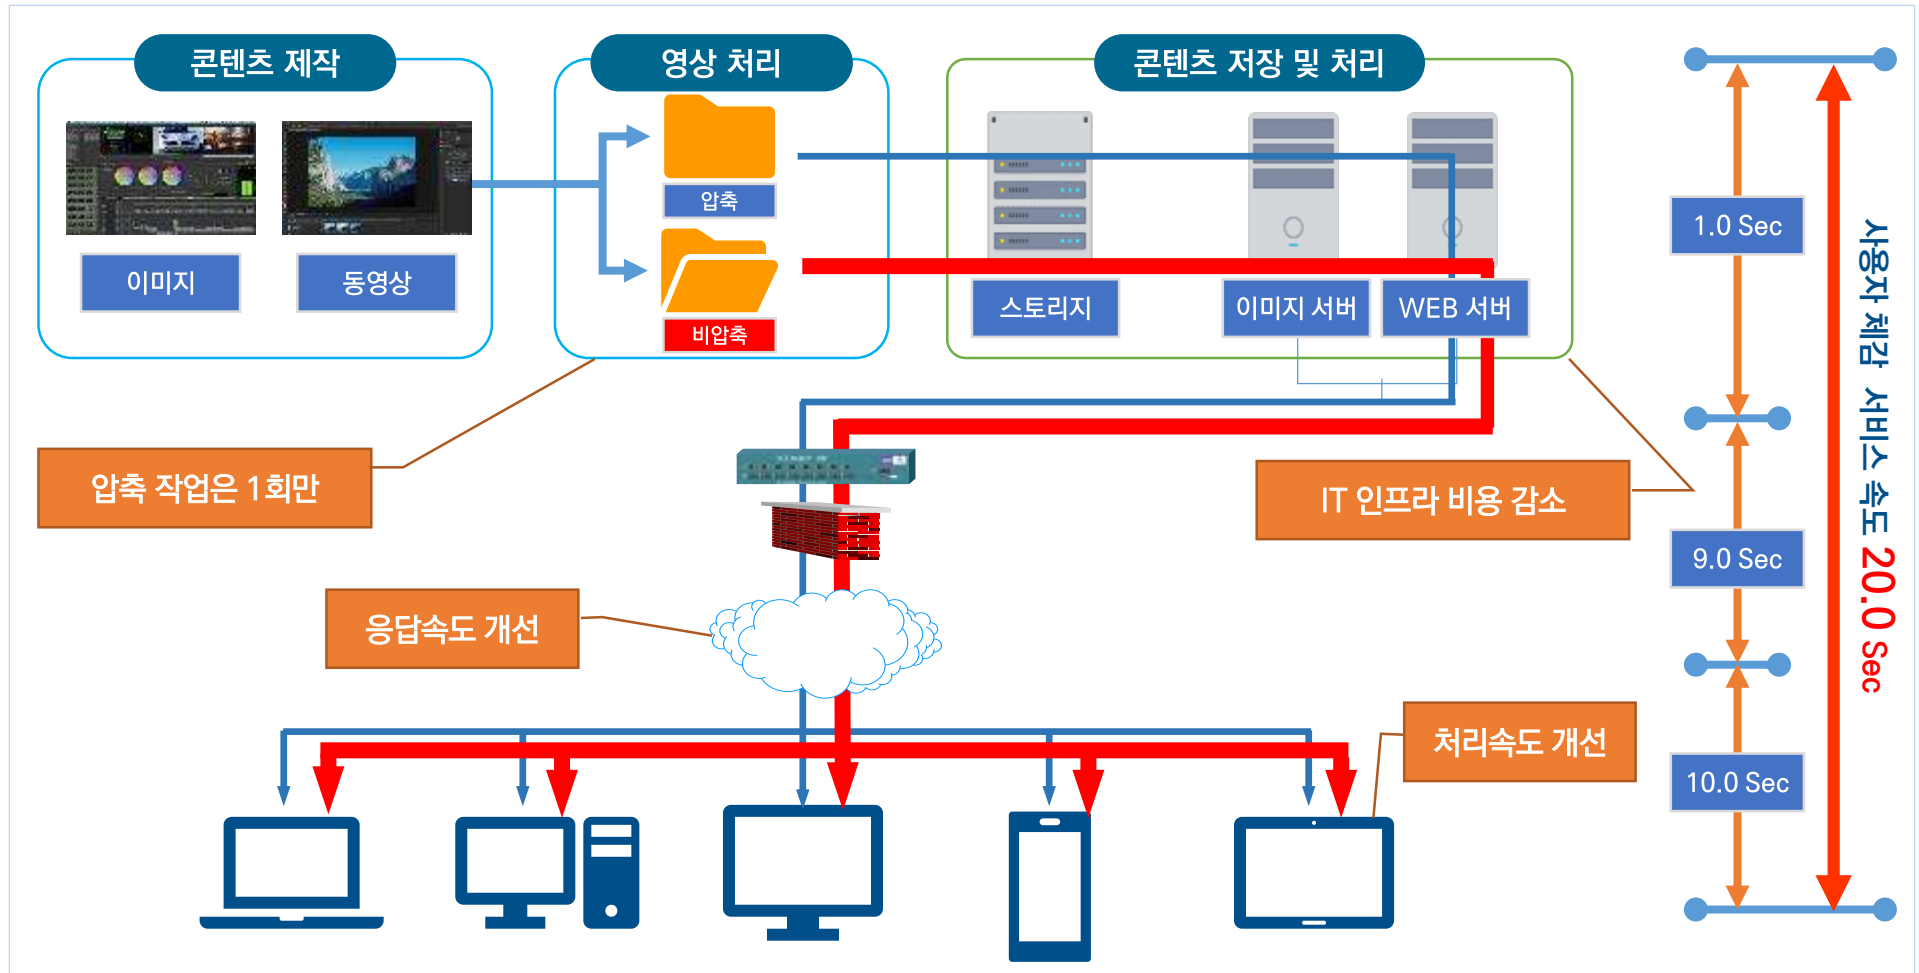 콘텐츠 제작
영상 처리
콘텐츠 저장 및 처리
이미지
동영상
압축
비압축
스토리지
이미지 서버
WEB 서버
압축 작업은 1회만
IT 인프라 비용 감소
응답속도 개선
처리속도 개선
1.0 Sec
9.0 Sec
10.0 Sec
사용자 체감 서비스 속도 20.0 Sec